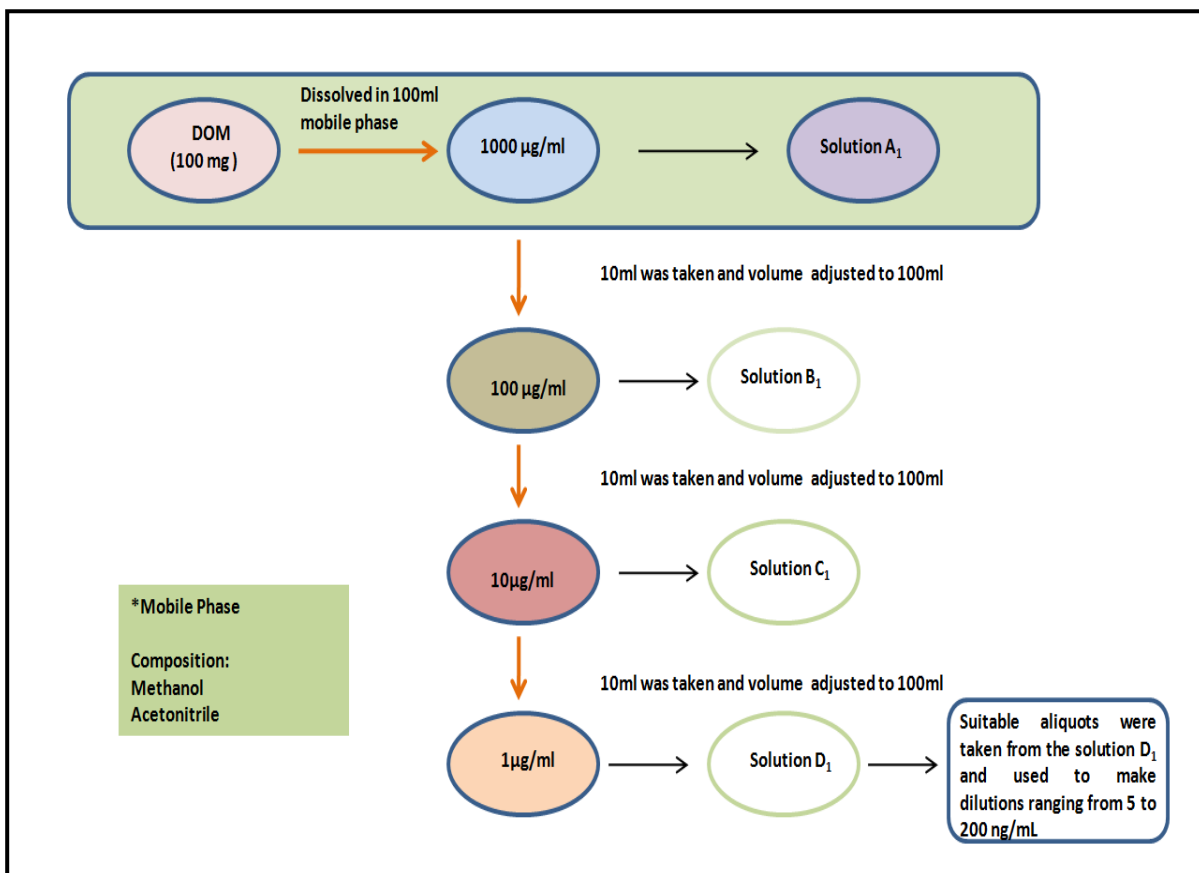 Dissolved in 100ml
mobile phase
DOM
(100 mg )
1000 µg/ml
Solution A₁
10ml was taken and volume adjusted to 100ml
100 µg/ml
Solution B₁
10ml was taken and volume adjusted to 100ml
10µg/ml
Solution C₁
*Mobile Phase
Composition:
Methanol
Acetonitrile
10ml was taken and volume adjusted to 100ml
1µg/ml
Solution D₁
Suitable aliquots were
taken from the solution D₁
and used to make
dilutions ranging from 5 to
200 ng/mL